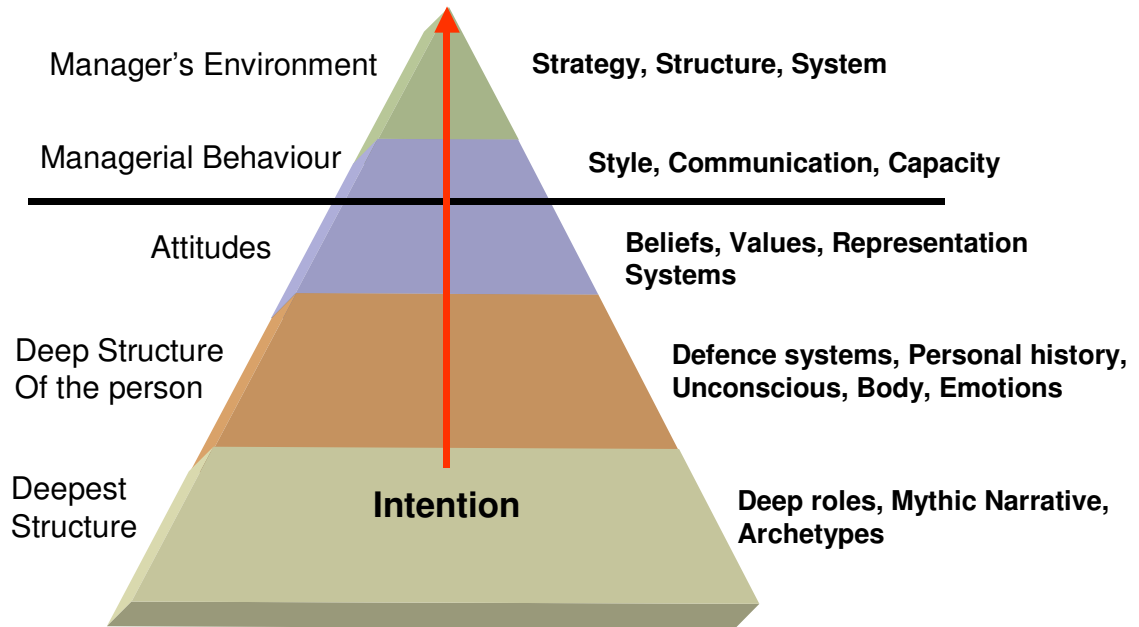 Manager’s Environment
Strategy, Structure, System
Managerial Behaviour
Style, Communication, Capacity
Attitudes
Beliefs, Values, Representation
Systems
Deep Structure
Of the person
Defence systems, Personal history,
Unconscious, Body, Emotions
Deepest
Structure
Intention
Deep roles, Mythic Narrative,
Archetypes